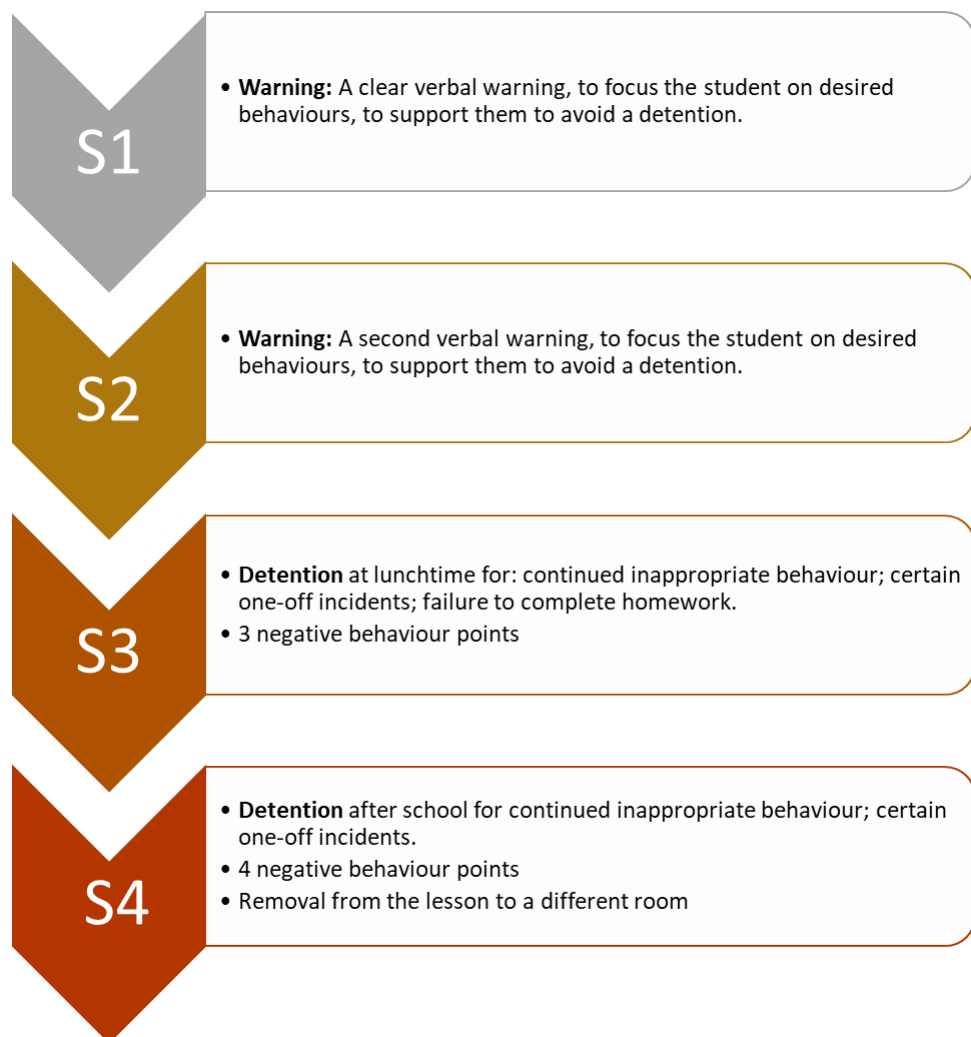 S1
• Warning: A clear verbal warning, to focus the student on desired
behaviours, to support them to avoid a detention.
S2
• Warning: A second verbal warning, to focus the student on desired
behaviours, to support them to avoid a detention.
S3
• Detention at lunchtime for: continued inappropriate behaviour; certain
one-off incidents; failure to complete homework.
• 3 negative behaviour points
S4
• Detention after school for continued inappropriate behaviour; certain
one-off incidents.
• 4 negative behaviour points
• Removal from the lesson to a different room